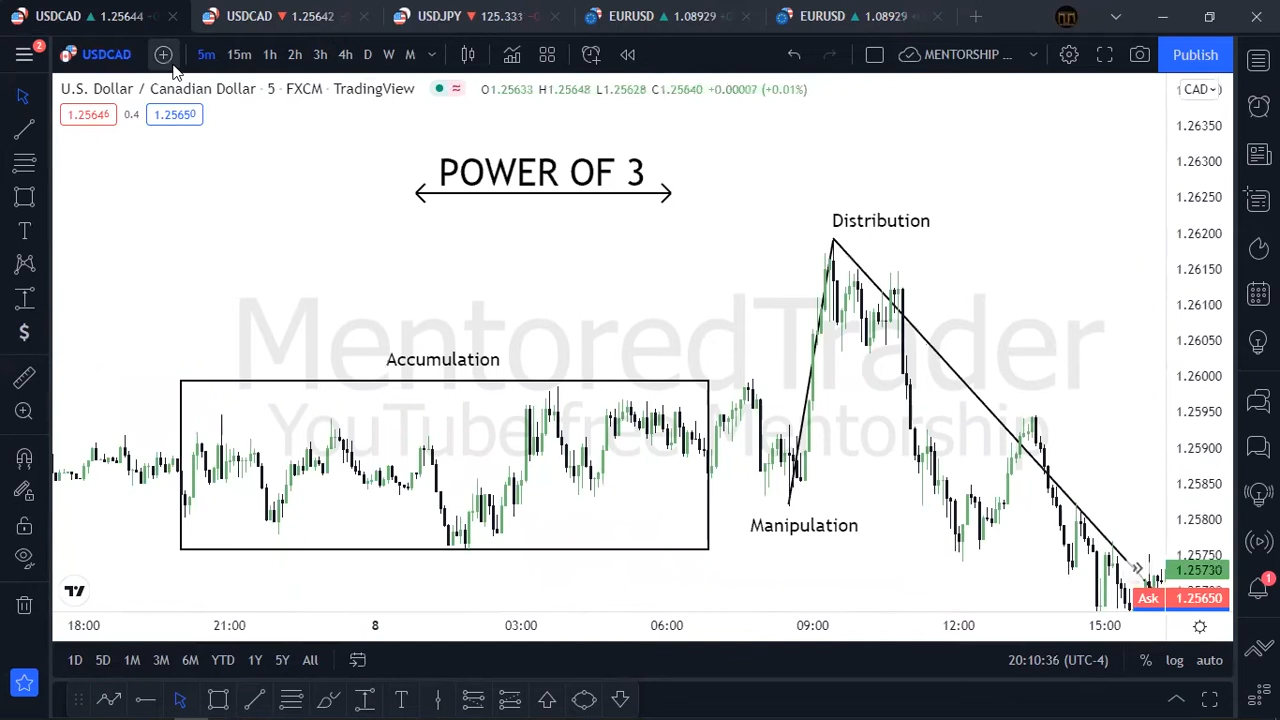 USDCAD ▲ 1.25644
USDCAD ▼ 1.25642
USDJPY ▼ 125.333
EURUSD ▲ 1.08929
EURUSD ▲ 1.08929
2
USDCAD
5m 15m 1h 2h 3h 4h D W M
MENTORSHIP ...
Publish
U.S. Dollar / Canadian Dollar · 5 · FXCM · TradingView
O1.25633 H1.25648 L1.25628 C1.25640 +0.00007 (+0.01%)
CAD
1.25646 0.4 1.25650
POWER OF 3
Distribution
MentoredTrader
Accumulation
Manipulation
1.26350
1.26300
1.26250
1.26200
1.26150
1.26100
1.26050
1.26000
1.25950
1.25900
1.25850
1.25800
1.25750
1.25730
Ask 1.25650
1
18:00 21:00 8 03:00 06:00 09:00 12:00 15:00
1D 5D 1M 3M 6M YTD 1Y 5Y All
20:10:36 (UTC-4) % log auto